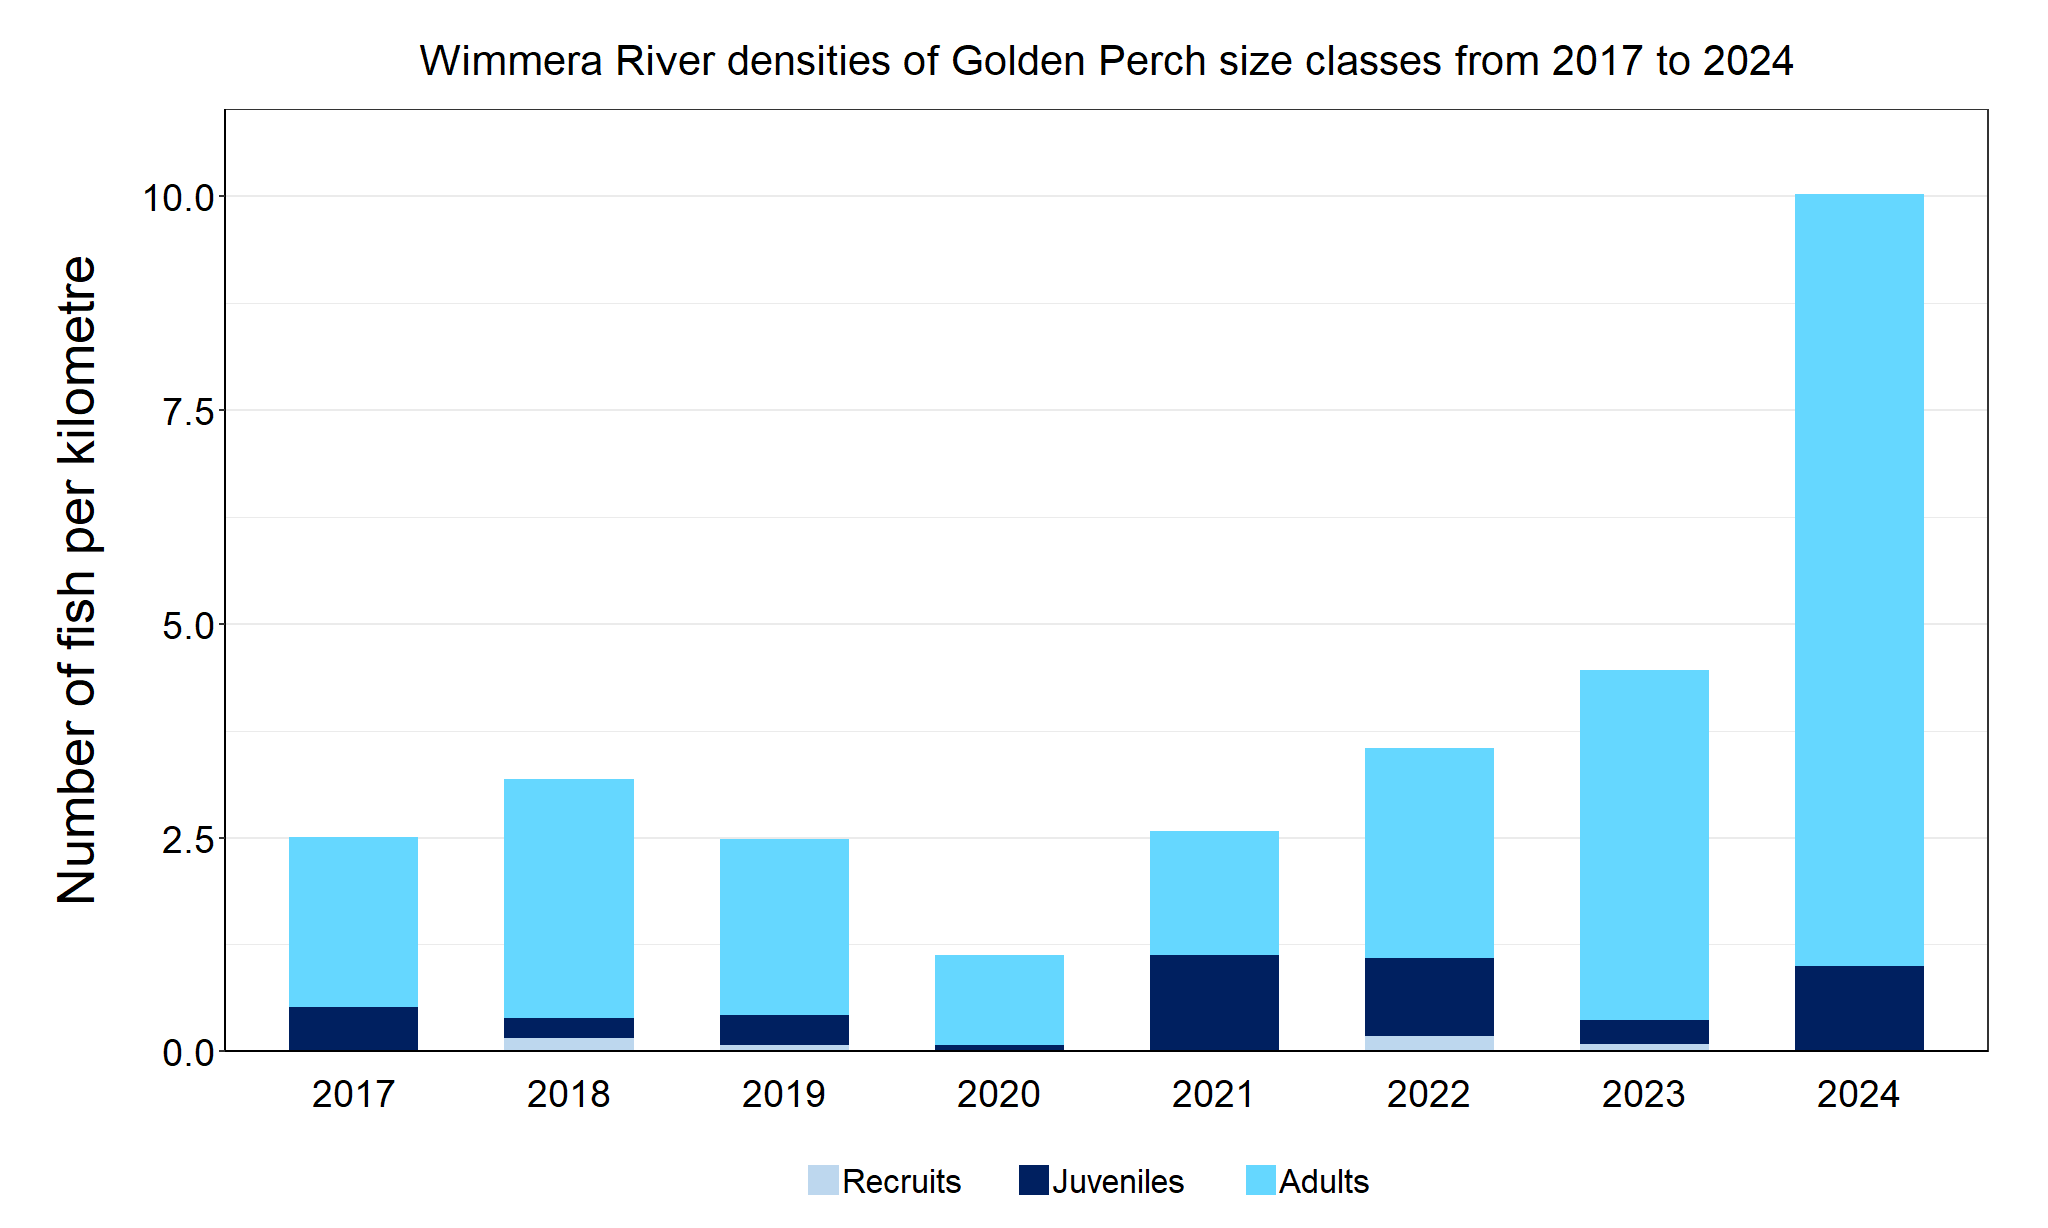 Wimmera River densities of Golden Perch size classes from 2017 to 2024
Number of fish per kilometre
10.0
7.5
5.0
2.5
0.0
2017 2018 2019 2020 2021 2022 2023 2024
Recruits Juveniles Adults